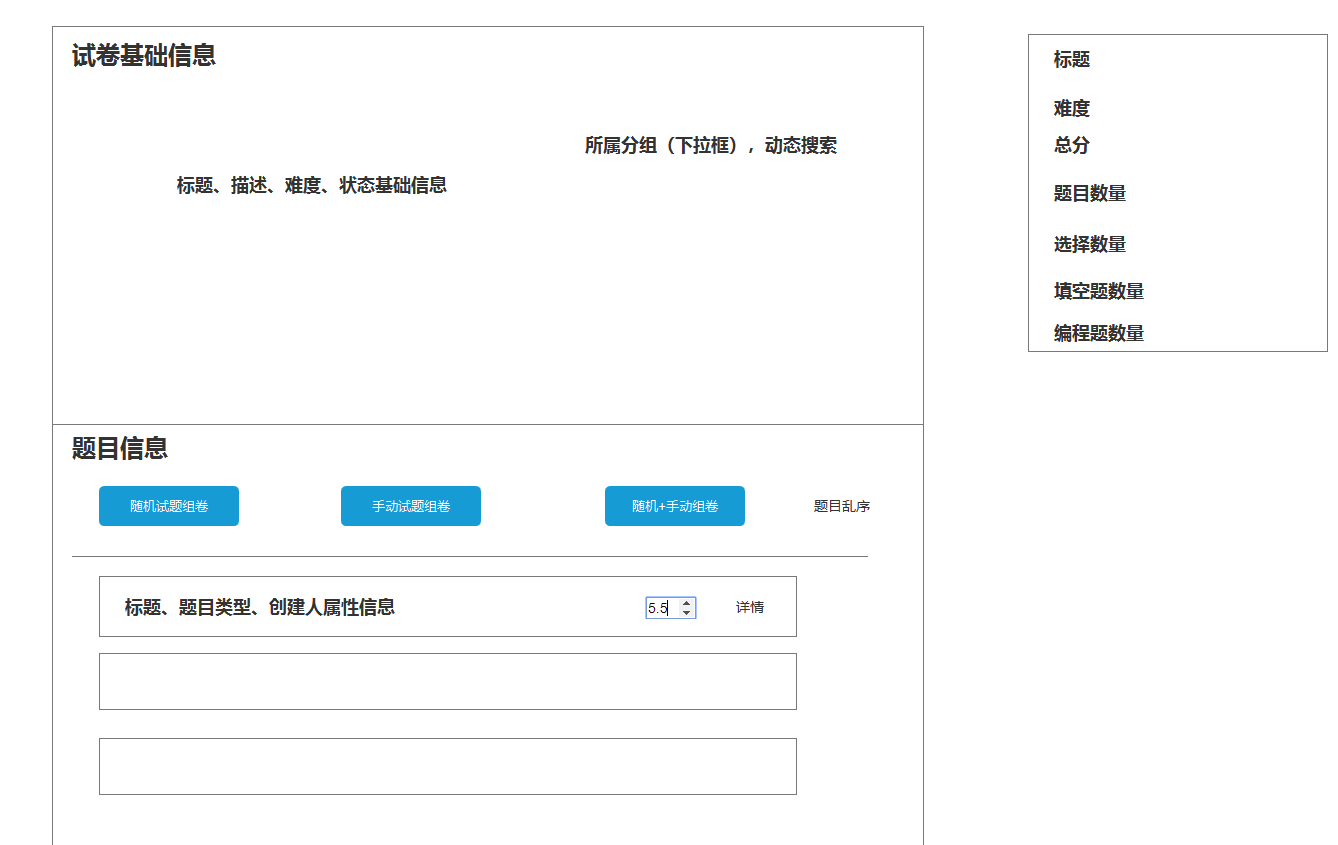 试卷基础信息
所属分组（下拉框），动态搜索
标题、描述、难度、状态基础信息
题目信息
随机试题组卷
手动试题组卷
随机+手动组卷
题目乱序
标题、题目类型、创建人属性信息
5.5
详情
标题
难度
总分
题目数量
选择数量
填空题数量
编程题数量